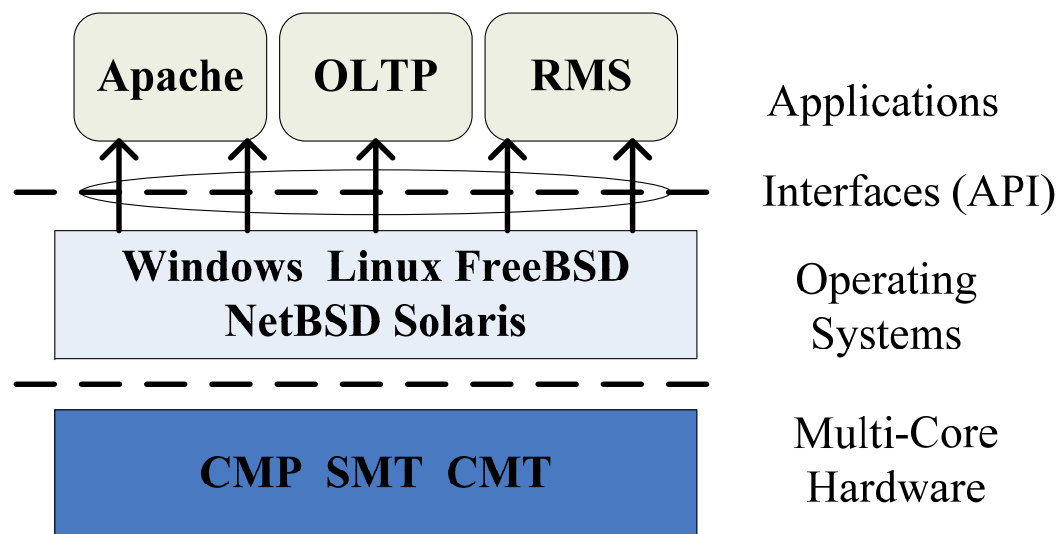 Apache
OLTP
RMS
Applications
Interfaces (API)
Windows Linux FreeBSD
NetBSD Solaris
Operating
Systems
CMP SMT CMT
Multi-Core
Hardware